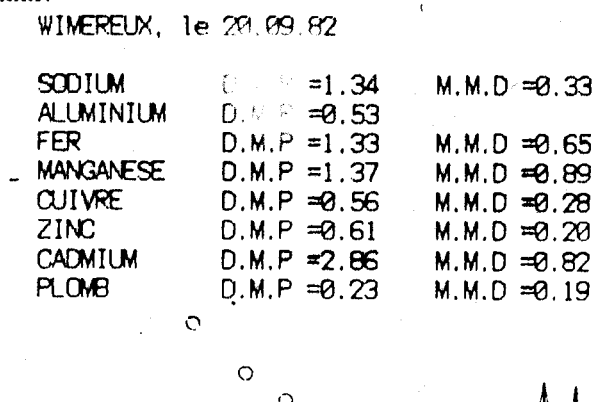 WIMEREUX, le 20.09.82
SODIUM D.M.P =1.34 M.M.D =0.33
ALUMINIUM D.M.P =0.53
FER D.M.P =1.33 M.M.D =0.65
MANGANESE D.M.P =1.37 M.M.D =0.89
CUIVRE D.M.P =0.56 M.M.D =0.28
ZINC D.M.P =0.61 M.M.D =0.20
CADMIUM D.M.P =2.86 M.M.D =0.82
PLOMB D.M.P =0.23 M.M.D =0.19